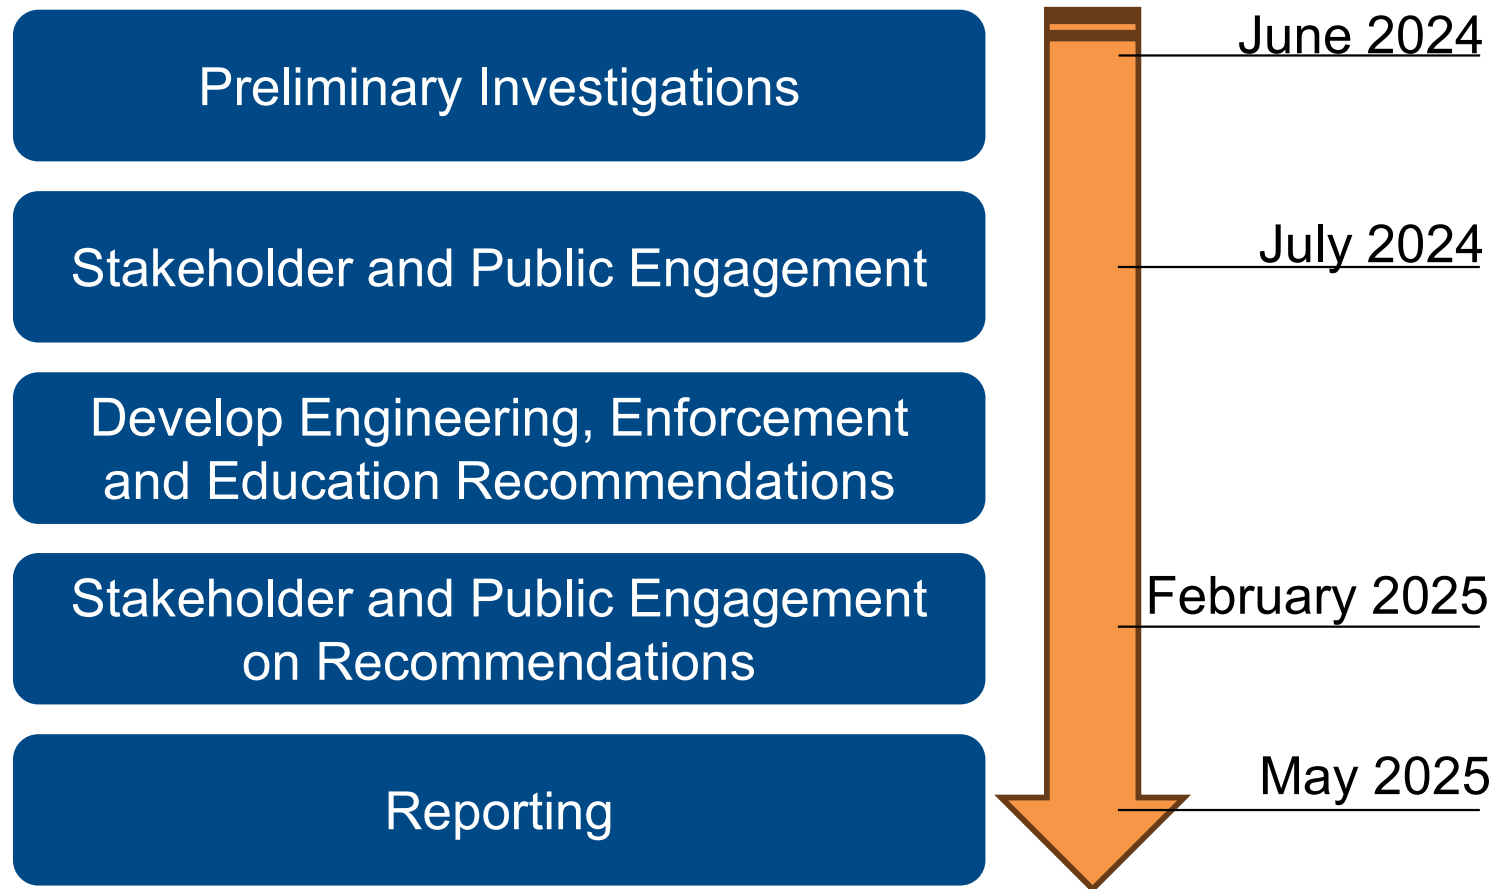 Preliminary Investigations
June 2024
Stakeholder and Public Engagement
July 2024
Develop Engineering, Enforcement
and Education Recommendations
Stakeholder and Public Engagement
on Recommendations
February 2025
Reporting
May 2025